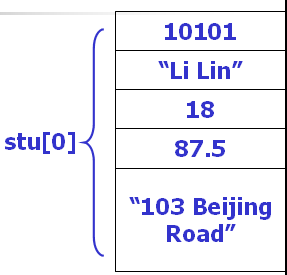 10101
“Li Lin”
18
stu[0]
87.5
“103 Beijing
Road”